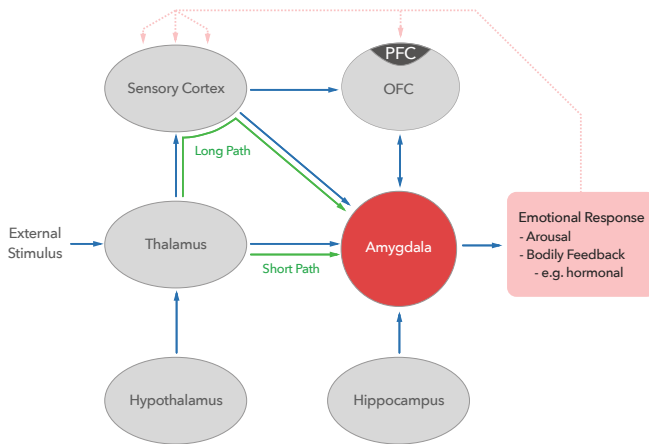 PFC
Sensory Cortex
OFC
Long Path
External
Stimulus
Thalamus
Short Path
Amygdala
Emotional Response
- Arousal
- Bodily Feedback
- e.g. hormonal
Hypothalamus
Hippocampus